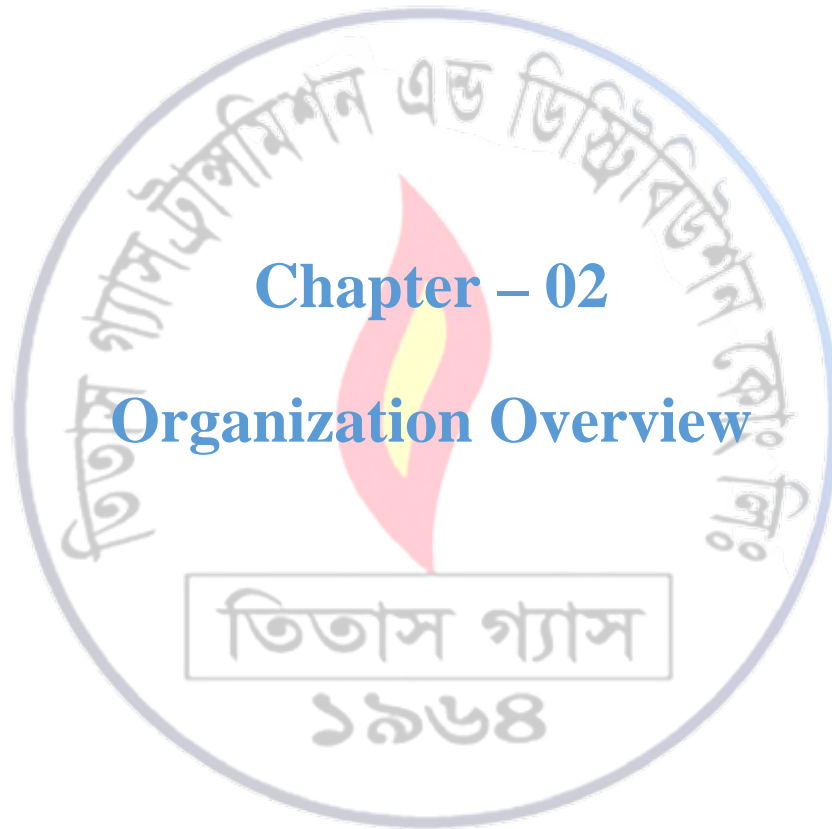 তিতাস গ্যাস ট্রান্সমিশন এন্ড ডিস্ট্রিবিউশন কোং লিঃ
Chapter – 02
Organization Overview
তিতাস গ্যাস
১৯৬৪